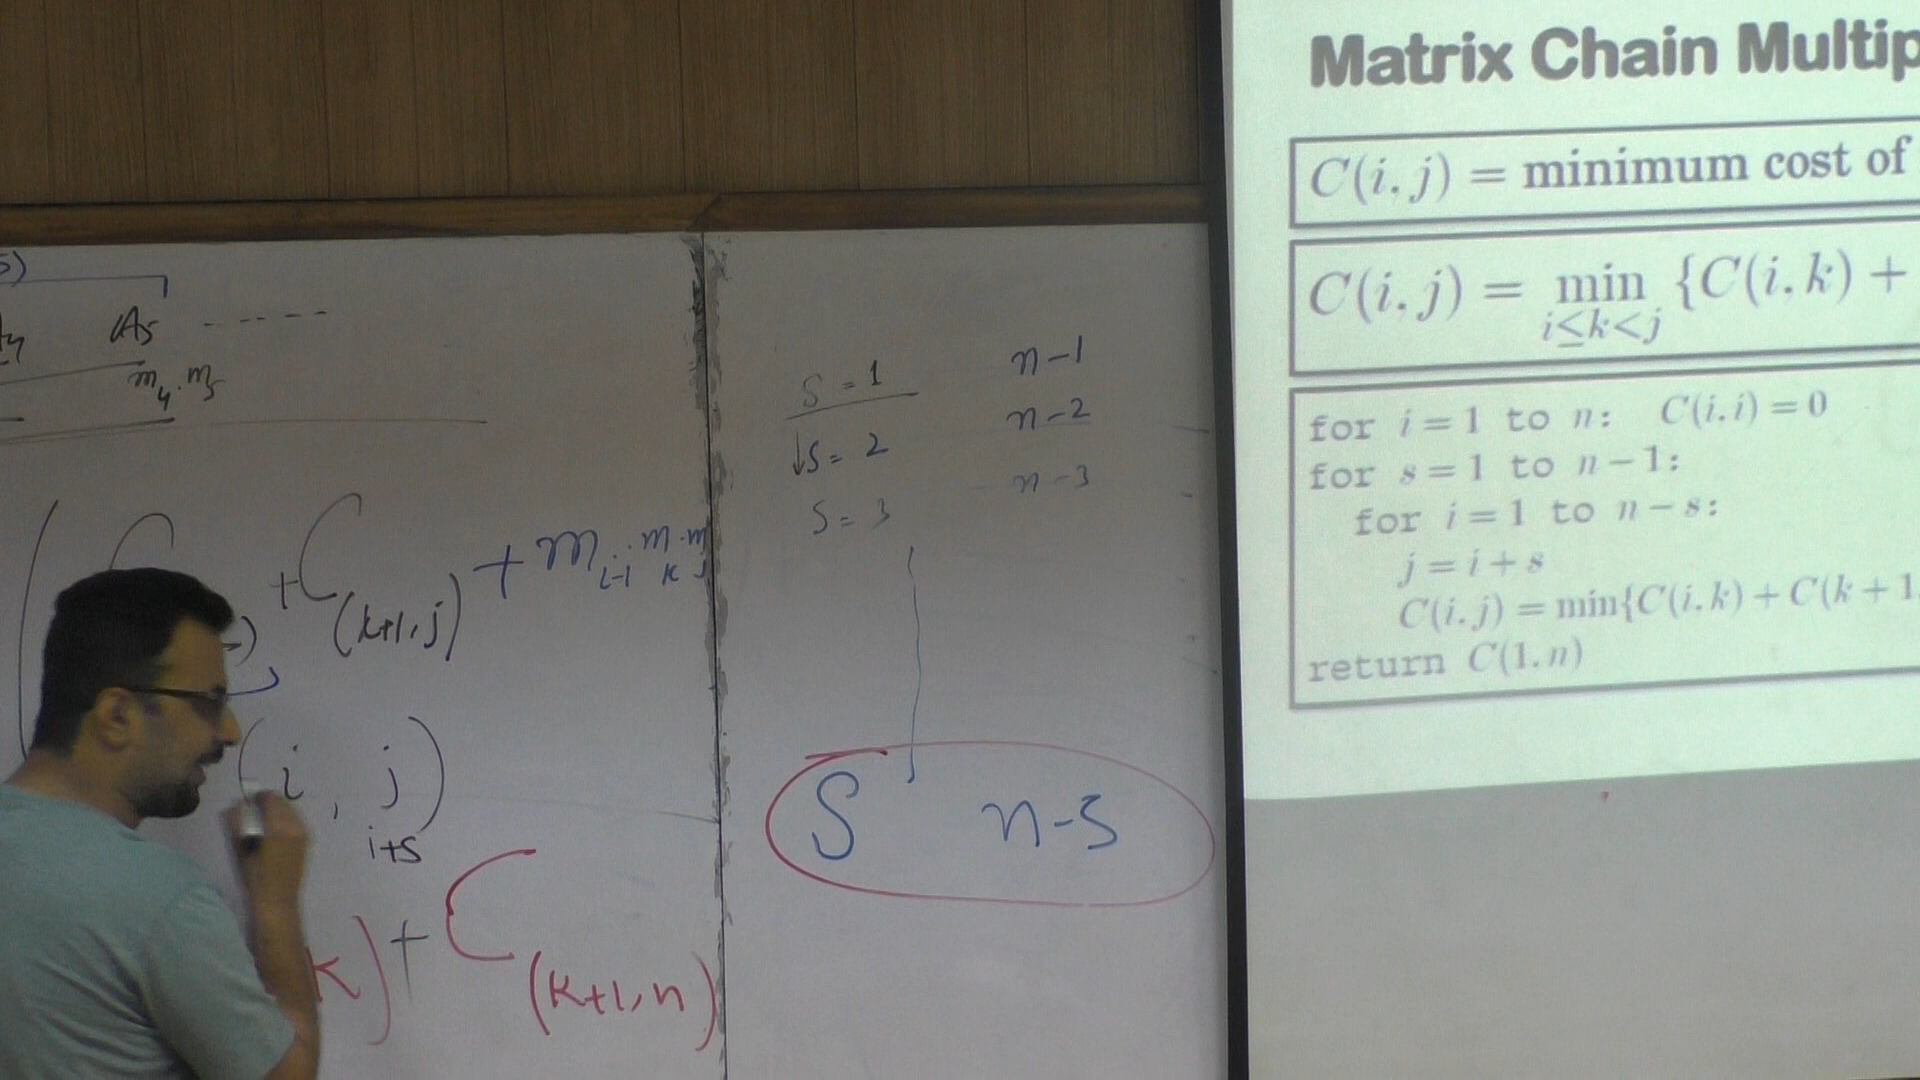 5)
A5 -----
m4 . m5
+ C(k+1, j) + m i-1 m k . m j
(i , j)
i+s
k) + C(k+1, n)
S = 1 n-1
↓S = 2 n-2
S = 3 n-3
S n-S
Matrix Chain Multip
C(i, j) = minimum cost of
C(i, j) = min {C(i, k) +
i≤k<j
for i = 1 to n: C(i, i) = 0
for s = 1 to n − 1:
for i = 1 to n − s:
j = i + s
C(i, j) = min{C(i, k) + C(k + 1,
return C(1, n)